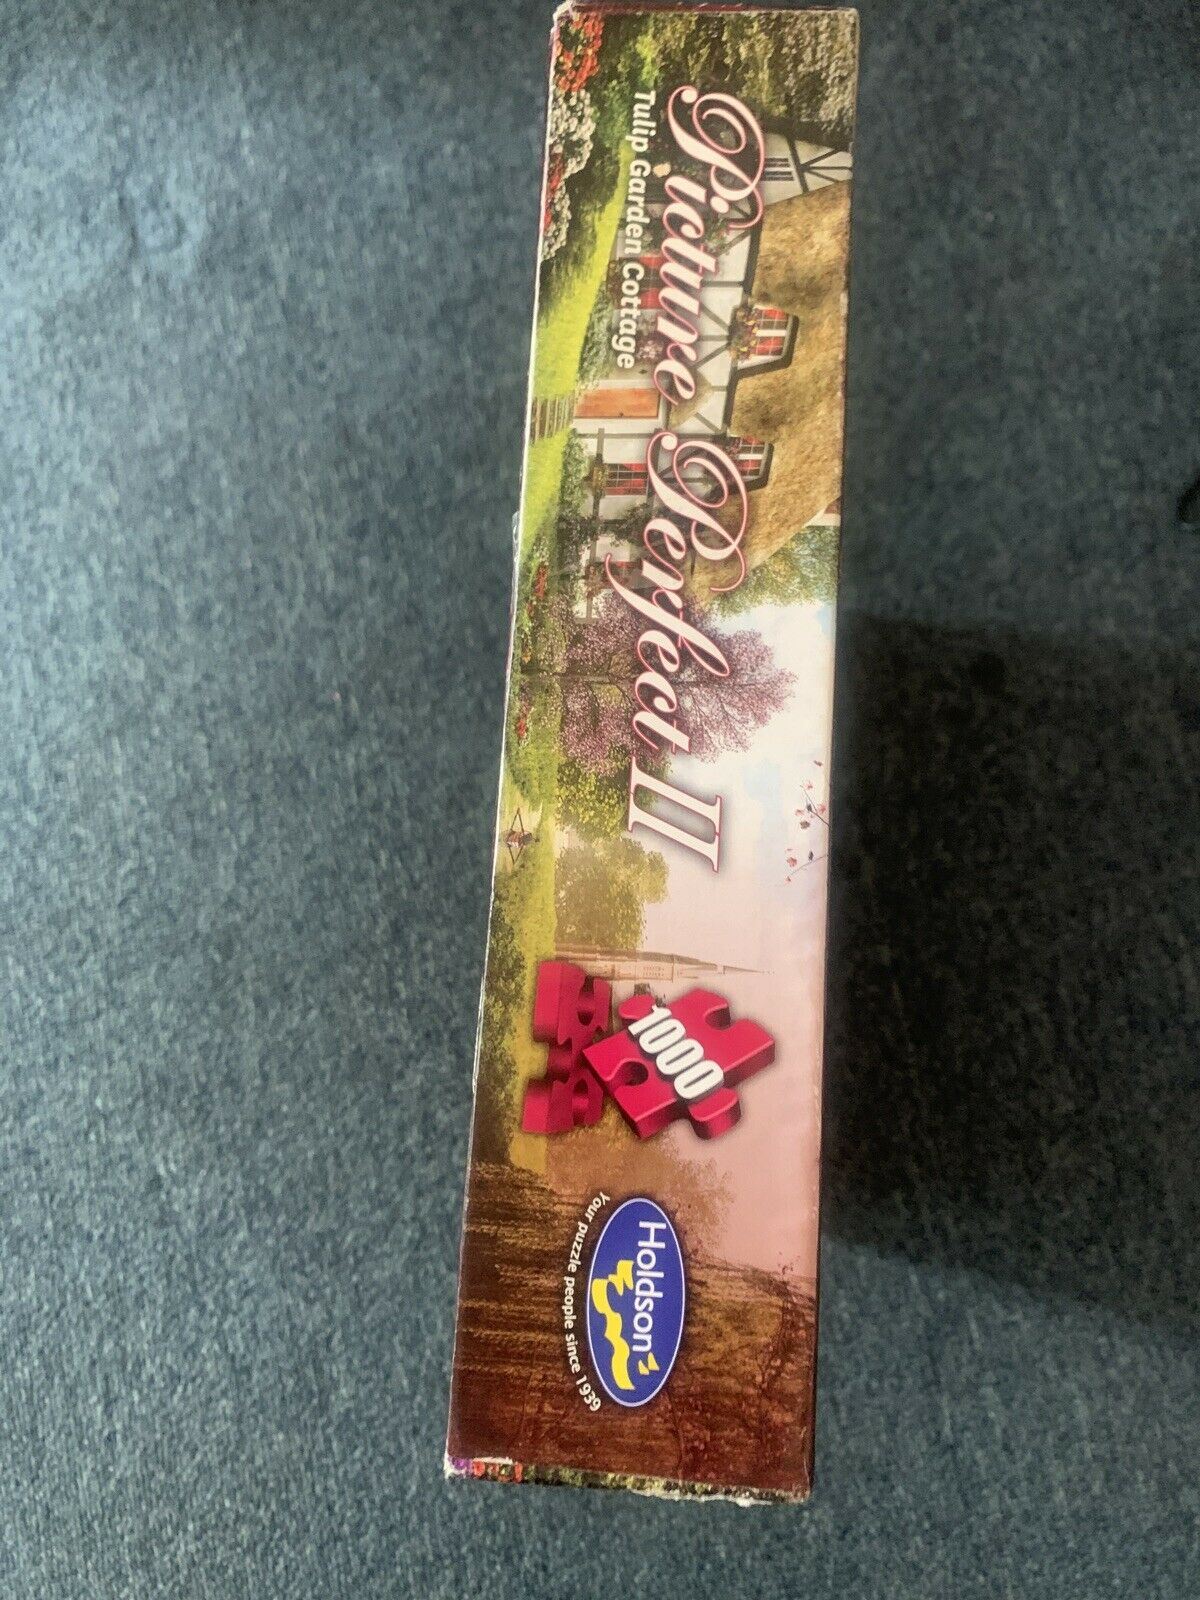 Picture Perfect II
Tulip Garden Cottage
1000
Holdson
Your puzzle people since 1939